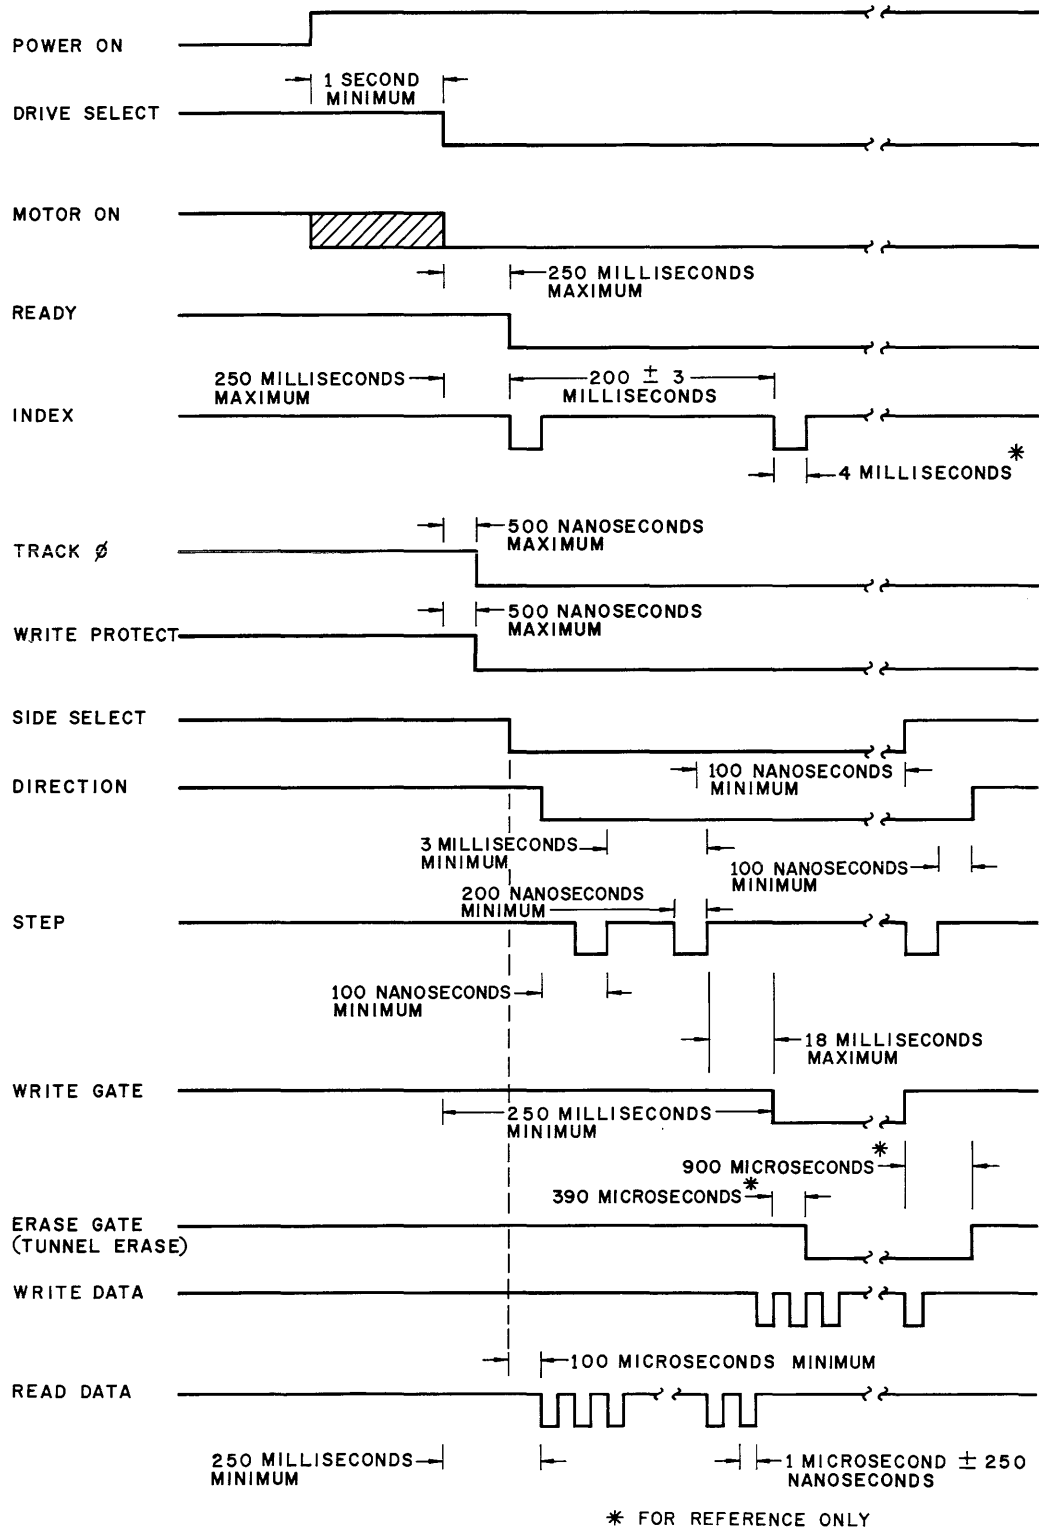 POWER ON
1 SECOND
MINIMUM
DRIVE SELECT
MOTOR ON
250 MILLISECONDS
MAXIMUM
READY
250 MILLISECONDS
MAXIMUM
200 ± 3
MILLISECONDS
INDEX
*
4 MILLISECONDS
500 NANOSECONDS
MAXIMUM
TRACK Ø
500 NANOSECONDS
MAXIMUM
WRITE PROTECT
SIDE SELECT
100 NANOSECONDS
MINIMUM
DIRECTION
3 MILLISECONDS
MINIMUM
100 NANOSECONDS
MINIMUM
200 NANOSECONDS
MINIMUM
STEP
100 NANOSECONDS
MINIMUM
18 MILLISECONDS
MAXIMUM
WRITE GATE
250 MILLISECONDS
MINIMUM
*
900 MICROSECONDS
*
390 MICROSECONDS
ERASE GATE
(TUNNEL ERASE)
WRITE DATA
100 MICROSECONDS MINIMUM
READ DATA
250 MILLISECONDS
MINIMUM
1 MICROSECOND ± 250
NANOSECONDS
* FOR REFERENCE ONLY